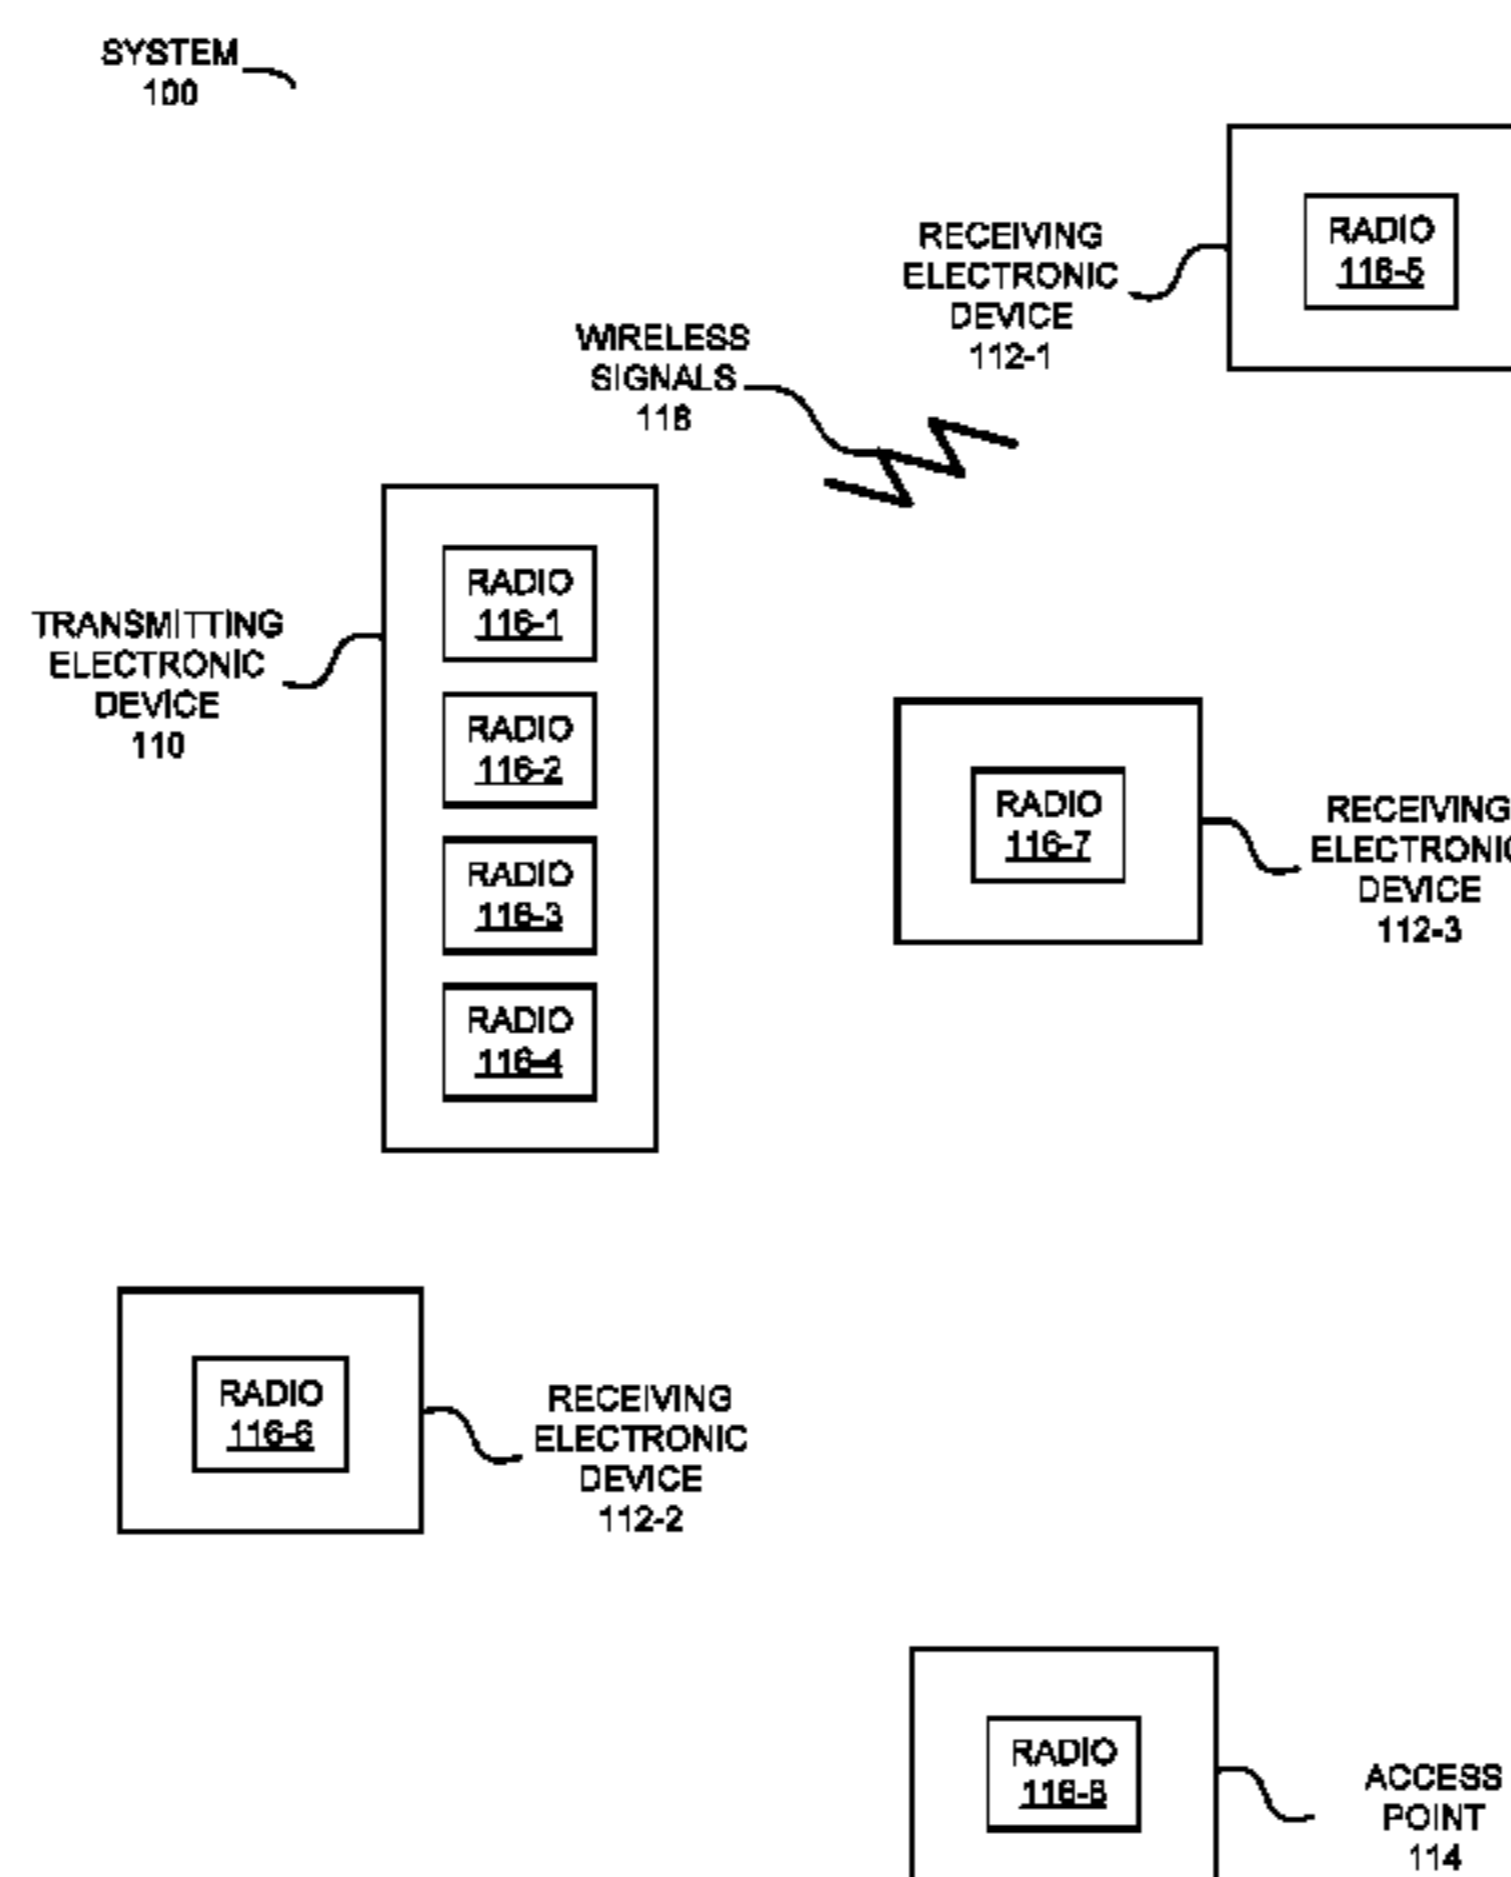 SYSTEM
100
RECEIVING
ELECTRONIC
DEVICE
112-1
RADIO
116-5
WIRELESS
SIGNALS
118
TRANSMITTING
ELECTRONIC
DEVICE
110
RADIO
116-1
RADIO
116-2
RADIO
116-3
RADIO
116-4
RADIO
116-7
RECEIVING
ELECTRONIC
DEVICE
112-3
RADIO
116-6
RECEIVING
ELECTRONIC
DEVICE
112-2
RADIO
116-8
ACCESS
POINT
114